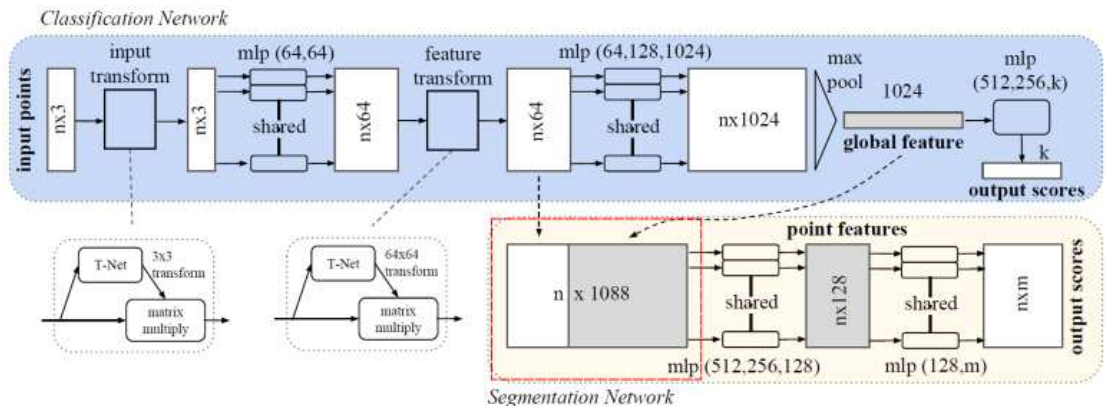 Classification Network
input points
nx3
input
transform
nx3
mlp (64,64)
shared
nx64
feature
transform
nx64
mlp (64,128,1024)
shared
nx1024
max
pool
1024
global feature
mlp
(512,256,k)
k
output scores
T-Net
3x3
transform
matrix
multiply
T-Net
64x64
transform
matrix
multiply
n x 1088
point features
shared
mlp (512,256,128)
nx128
shared
mlp (128,m)
nxm
output scores
Segmentation Network